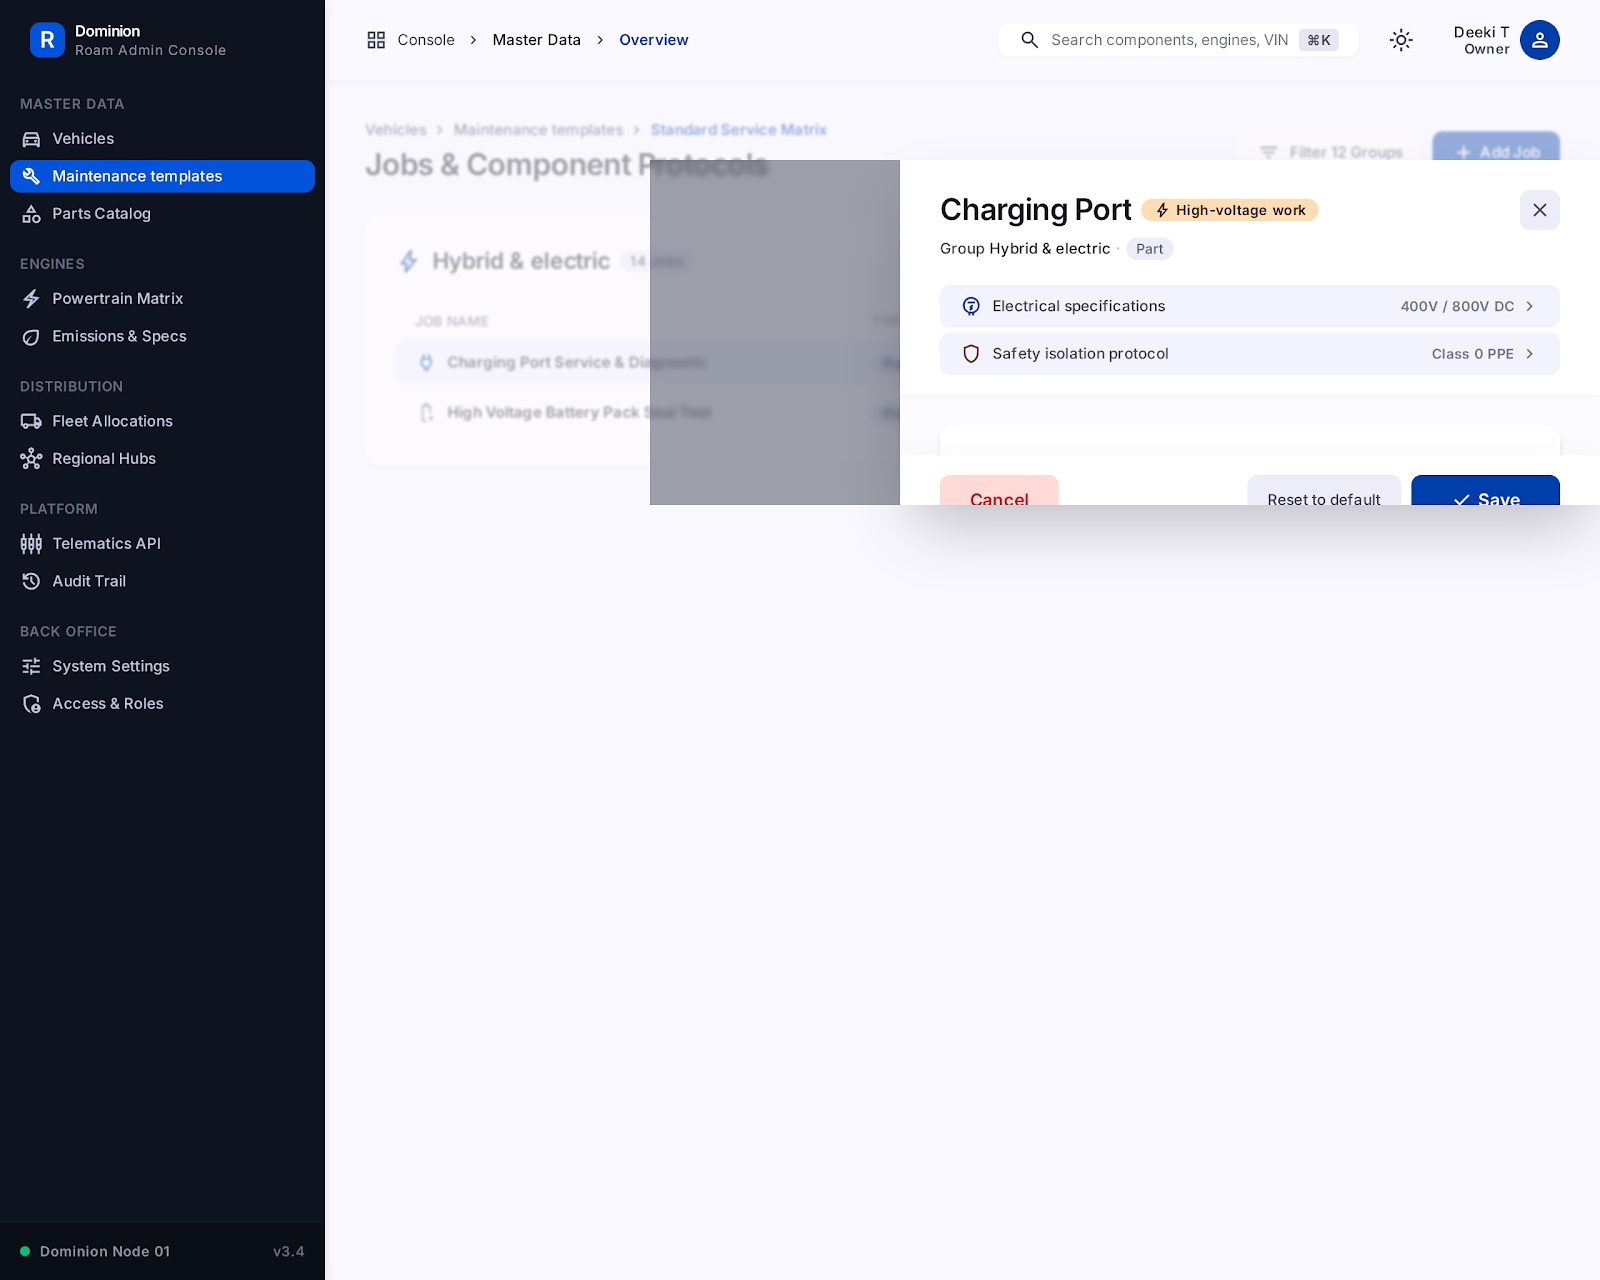 R
Dominion
Roam Admin Console
MASTER DATA
Vehicles
Maintenance templates
Parts Catalog
ENGINES
Powertrain Matrix
Emissions & Specs
DISTRIBUTION
Fleet Allocations
Regional Hubs
PLATFORM
Telematics API
Audit Trail
BACK OFFICE
System Settings
Access & Roles
Dominion Node 01 v3.4
Console > Master Data > Overview
Search components, engines, VIN ⌘K
Deeki T
Owner
Vehicles > Maintenance templates > Standard Service Matrix
Jobs & Component Protocols
Filter 12 Groups
+ Add Job
Hybrid & electric
14
JOB NAME
Charging Port Service & Diagnostic
High Voltage Battery Pack Seal Test
Charging Port
High-voltage work
Group Hybrid & electric · Part
Electrical specifications 400V / 800V DC >
Safety isolation protocol Class 0 PPE >
Cancel
Reset to default
Save